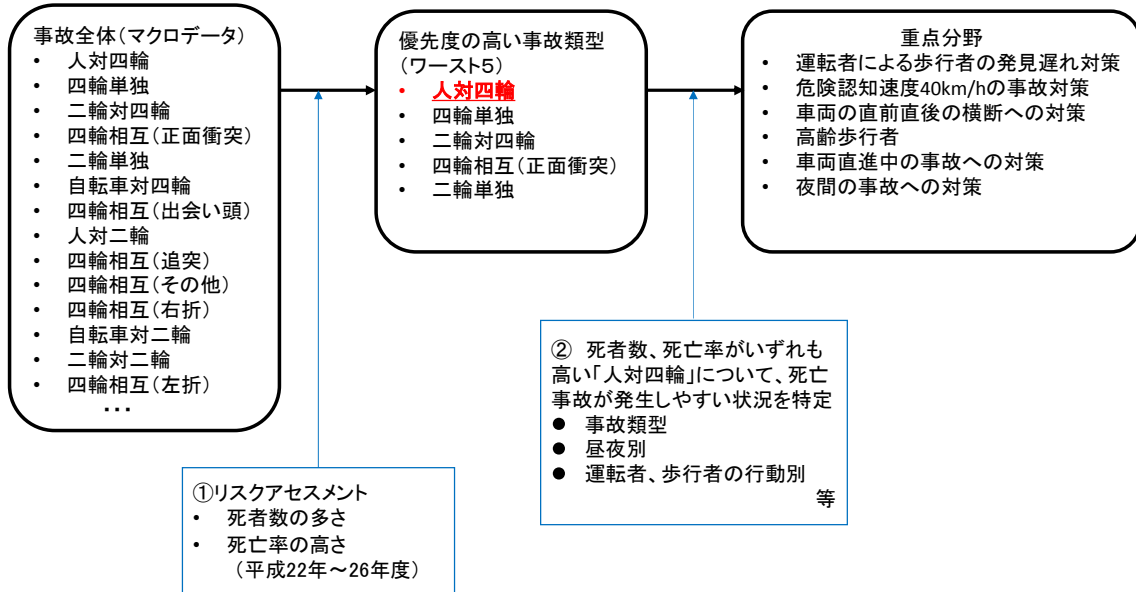 事故全体(マクロデータ)
• 人対四輪
• 四輪単独
• 二輪対四輪
• 四輪相互(正面衝突)
• 二輪単独
• 自転車対四輪
• 四輪相互(出会い頭)
• 人対二輪
• 四輪相互(追突)
• 四輪相互(その他)
• 四輪相互(右折)
• 自転車対二輪
• 二輪対二輪
• 四輪相互(左折)
・・・
優先度の高い事故類型
(ワースト5)
• 人対四輪
• 四輪単独
• 二輪対四輪
• 四輪相互(正面衝突)
• 二輪単独
重点分野
• 運転者による歩行者の発見遅れ対策
• 危険認知速度40km/hの事故対策
• 車両の直前直後の横断への対策
• 高齢歩行者
• 車両直進中の事故への対策
• 夜間の事故への対策
①リスクアセスメント
• 死者数の多さ
• 死亡率の高さ
(平成22年～26年度)
② 死者数、死亡率がいずれも
高い「人対四輪」について、死亡
事故が発生しやすい状況を特定
● 事故類型
● 昼夜別
● 運転者、歩行者の行動別
等